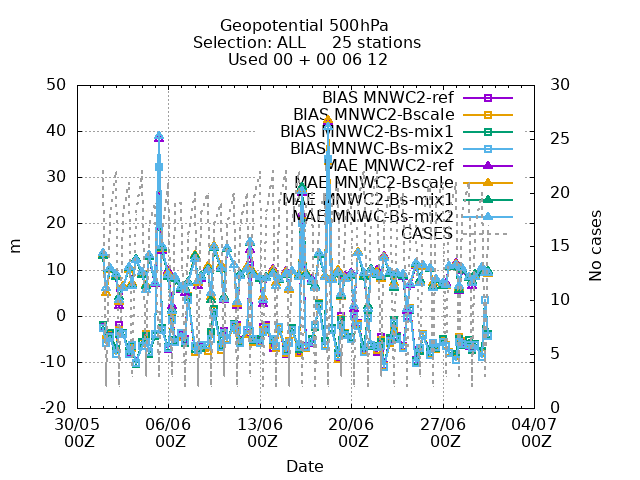 Geopotential 500hPa
Selection: ALL 25 stations
Used 00 + 00 06 12
50 30
BIAS MNWC2-ref
BIAS MNWC2-Bscale
40 25
BIAS MNWC2-Bs-mix1
BIAS MNWC-Bs-mix2
MAE MNWC2-ref
30 20
MAE MNWC2-Bscale
MAE MNWC2-Bs-mix1
MAE MNWC-Bs-mix2
20 15
CASES
m
No cases
10
0 10
-10 5
-20 0
30/05 06/06 13/06 20/06 27/06 04/07
00Z 00Z 00Z 00Z 00Z 00Z
Date